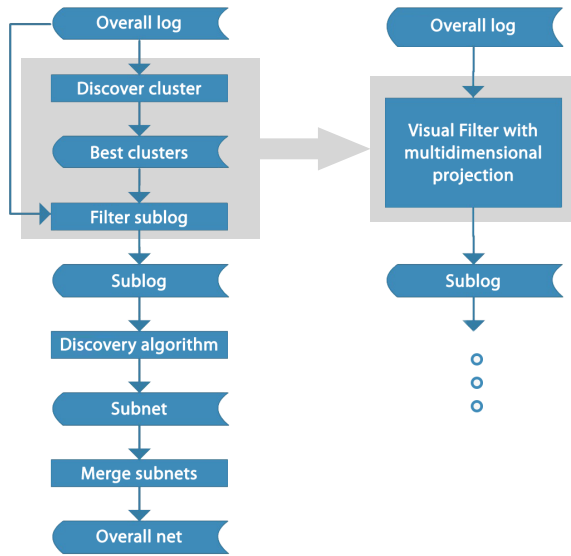 Overall log
Discover cluster
Best clusters
Filter sublog
Sublog
Discovery algorithm
Subnet
Merge subnets
Overall net
Overall log
Visual Filter with
multidimensional
projection
Sublog